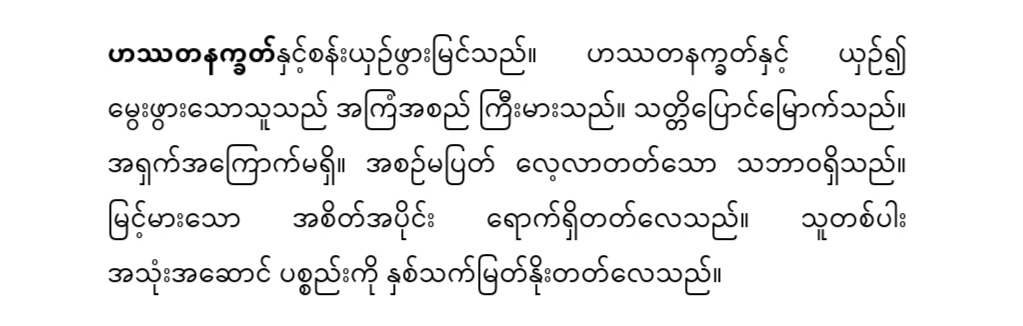 ဟဿတနက္ခတ်နှင့်စန်းယှဉ်ဖွားမြင်သည်။ ဟဿတနက္ခတ်နှင့် ယှဉ်၍
မွေးဖွားသောသူသည် အကြံအစည် ကြီးမားသည်။ သတ္တိပြောင်မြောက်သည်။
အရှက်အကြောက်မရှိ။ အစဉ်မပြတ် လေ့လာတတ်သော သဘာဝရှိသည်။
မြင့်မားသော အစိတ်အပိုင်း ရောက်ရှိတတ်လေသည်။ သူတစ်ပါး
အသုံးအဆောင် ပစ္စည်းကို နှစ်သက်မြတ်နိုးတတ်လေသည်။